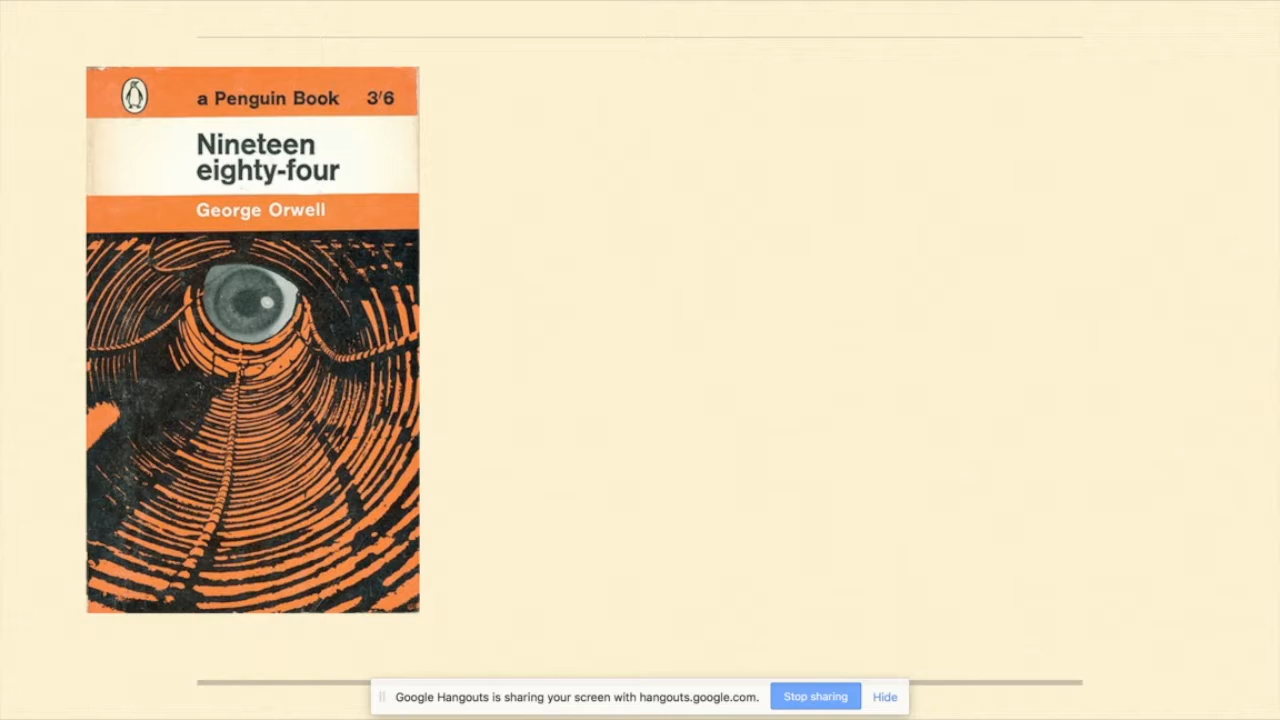 a Penguin Book 3'6
Nineteen
eighty-four
George Orwell
Google Hangouts is sharing your screen with hangouts.google.com. Stop sharing Hide